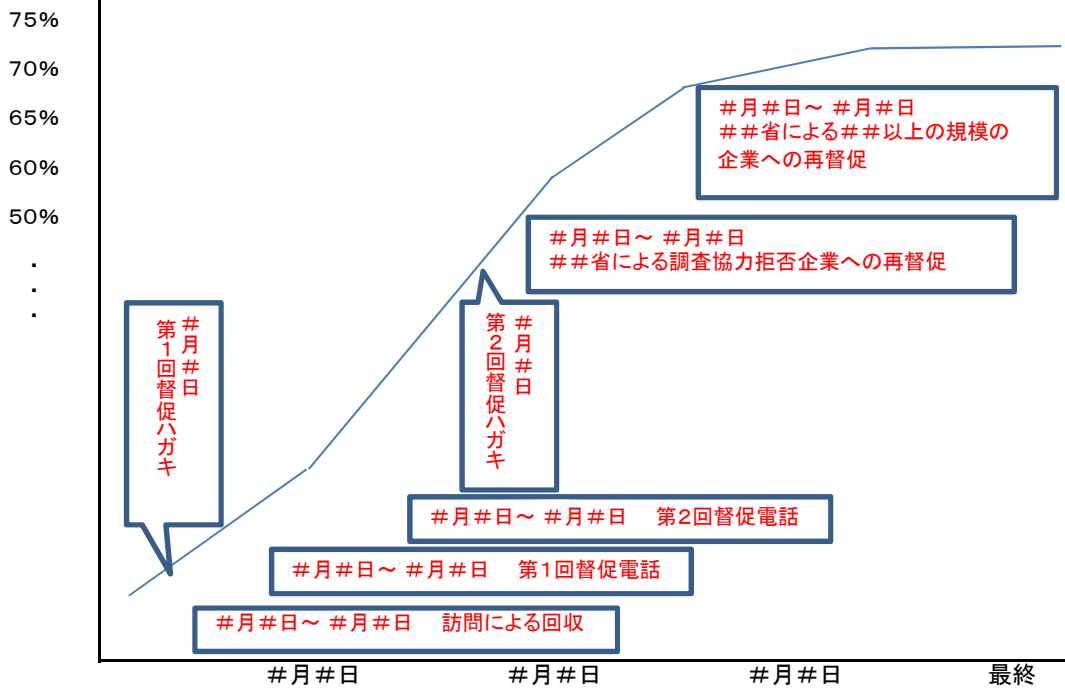 75%
70%
65%
60%
50%
.
.
.
#月#日~ #月#日
##省による##以上の規模の
企業への再督促
#月#日~ #月#日
##省による調査協力拒否企業への再督促
#月#日
第1回督促ハガキ
#月#日
第2回督促ハガキ
#月#日~ #月#日 第2回督促電話
#月#日~ #月#日 第1回督促電話
#月#日~ #月#日 訪問による回収
#月#日 #月#日 #月#日 最終